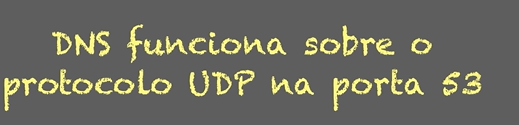 DNS funciona sobre o
protocolo UDP na porta 53